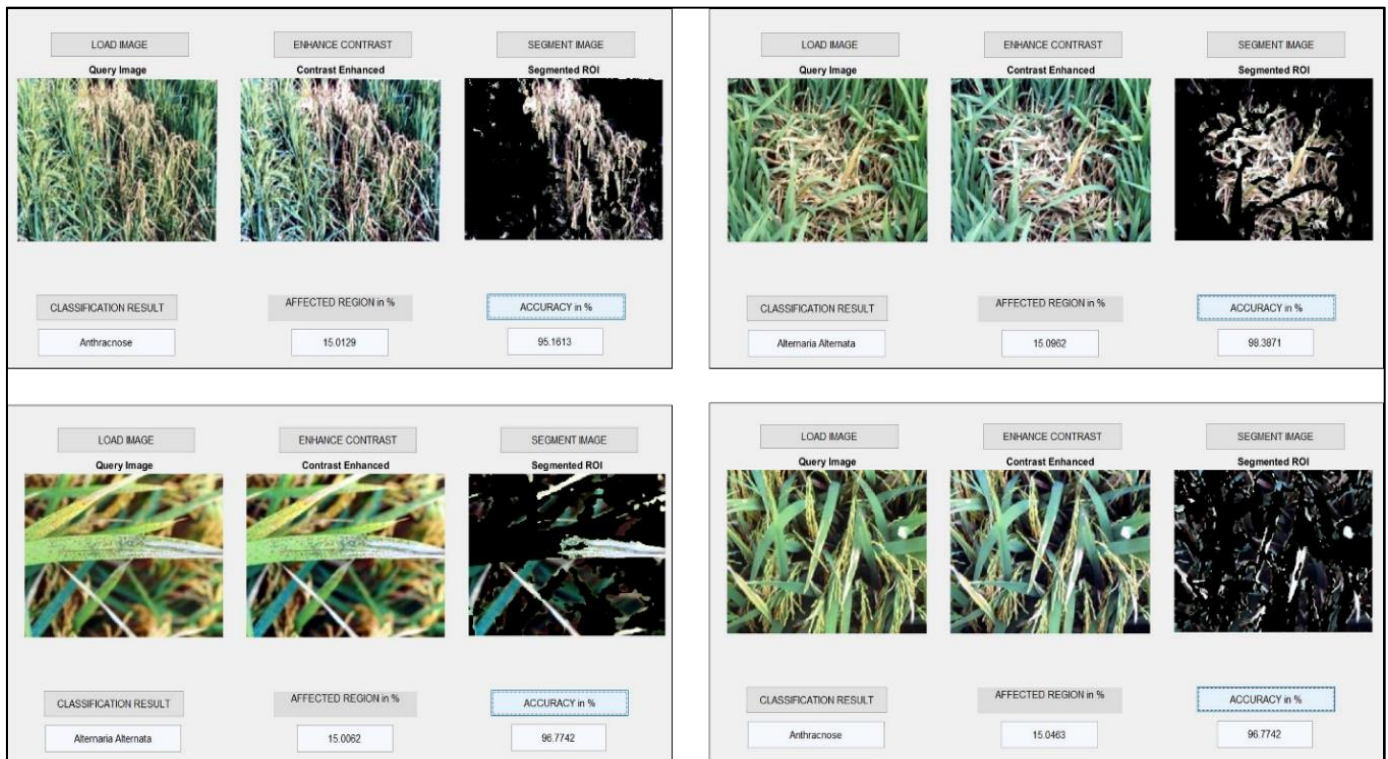 LOAD IMAGE ENHANCE CONTRAST SEGMENT IMAGE
Query Image Contrast Enhanced Segmented ROI
CLASSIFICATION RESULT AFFECTED REGION in % ACCURACY in %
Anthracnose 15.0129 95.1613
LOAD IMAGE ENHANCE CONTRAST SEGMENT IMAGE
Query Image Contrast Enhanced Segmented ROI
CLASSIFICATION RESULT AFFECTED REGION in % ACCURACY in %
Alternaria Alternata 15.0962 98.3871
LOAD IMAGE ENHANCE CONTRAST SEGMENT IMAGE
Query Image Contrast Enhanced Segmented ROI
CLASSIFICATION RESULT AFFECTED REGION in % ACCURACY in %
Alternaria Alternata 15.0062 96.7742
LOAD IMAGE ENHANCE CONTRAST SEGMENT IMAGE
Query Image Contrast Enhanced Segmented ROI
CLASSIFICATION RESULT AFFECTED REGION in % ACCURACY in %
Anthracnose 15.0463 96.7742